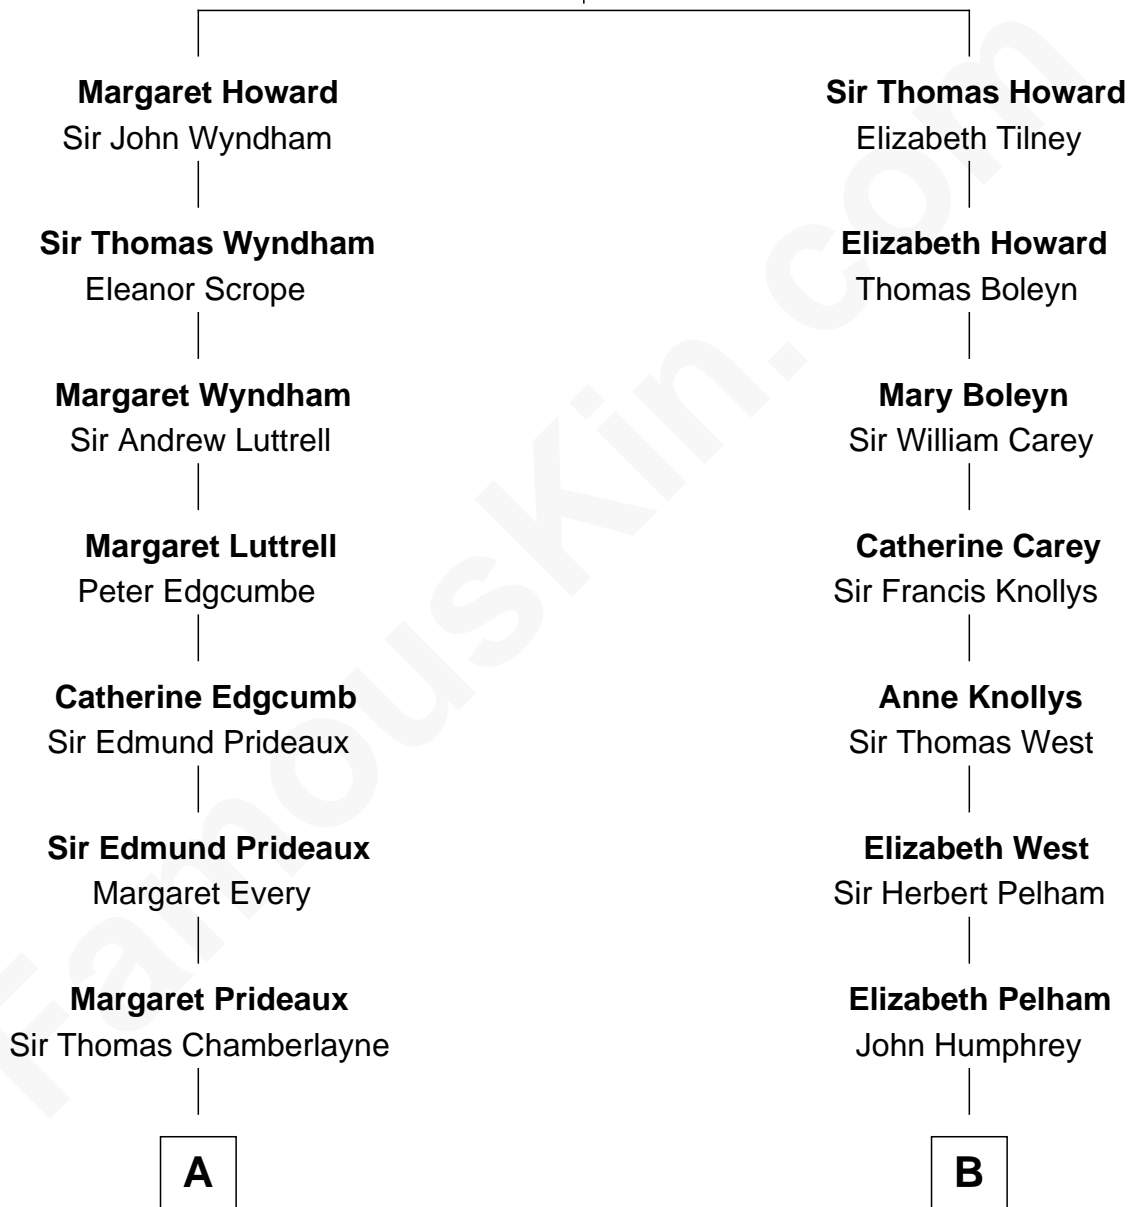 Margaret Howard
Sir John Wyndham
Sir Thomas Wyndham
Eleanor Scrope
Margaret Wyndham
Sir Andrew Luttrell
Margaret Luttrell
Peter Edgcumbe
Catherine Edgcumb
Sir Edmund Prideaux
Sir Edmund Prideaux
Margaret Every
Margaret Prideaux
Sir Thomas Chamberlayne
A
Sir Thomas Howard
Elizabeth Tilney
Elizabeth Howard
Thomas Boleyn
Mary Boleyn
Sir William Carey
Catherine Carey
Sir Francis Knollys
Anne Knollys
Sir Thomas West
Elizabeth West
Sir Herbert Pelham
Elizabeth Pelham
John Humphrey
B
FamousKin.com